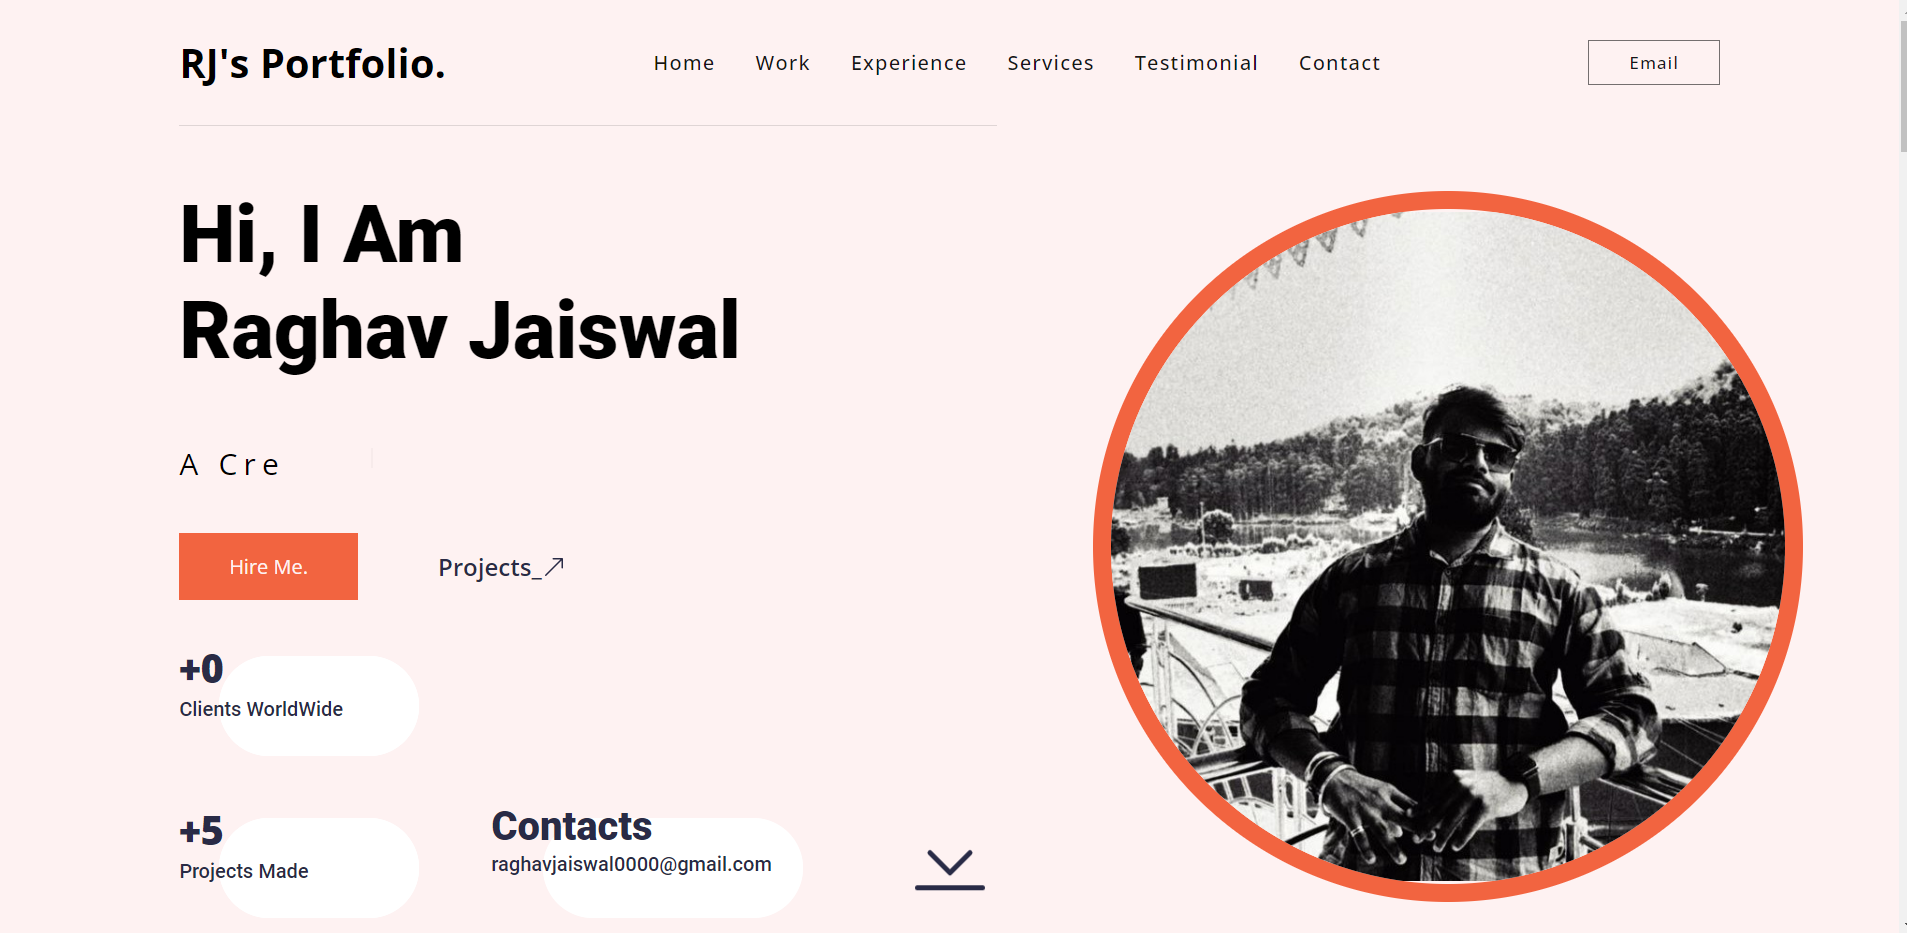 RJ's Portfolio.
Home Work Experience Services Testimonial Contact
Email
Hi, I Am
Raghav Jaiswal
A Cre
Hire Me.
Projects_
+0
Clients WorldWide
+5
Projects Made
Contacts
raghavjaiswal0000@gmail.com